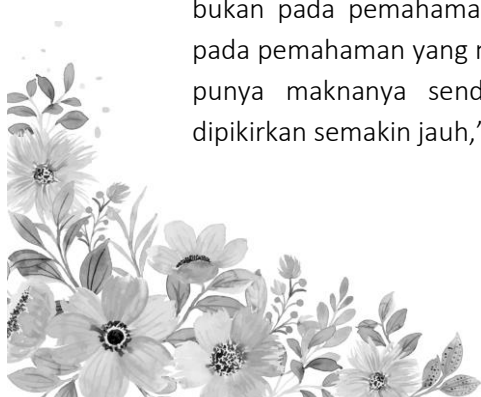 bukan pada pemahama
pada pemahaman yang
punya maknanya send
dipikirkan semakin jauh,”